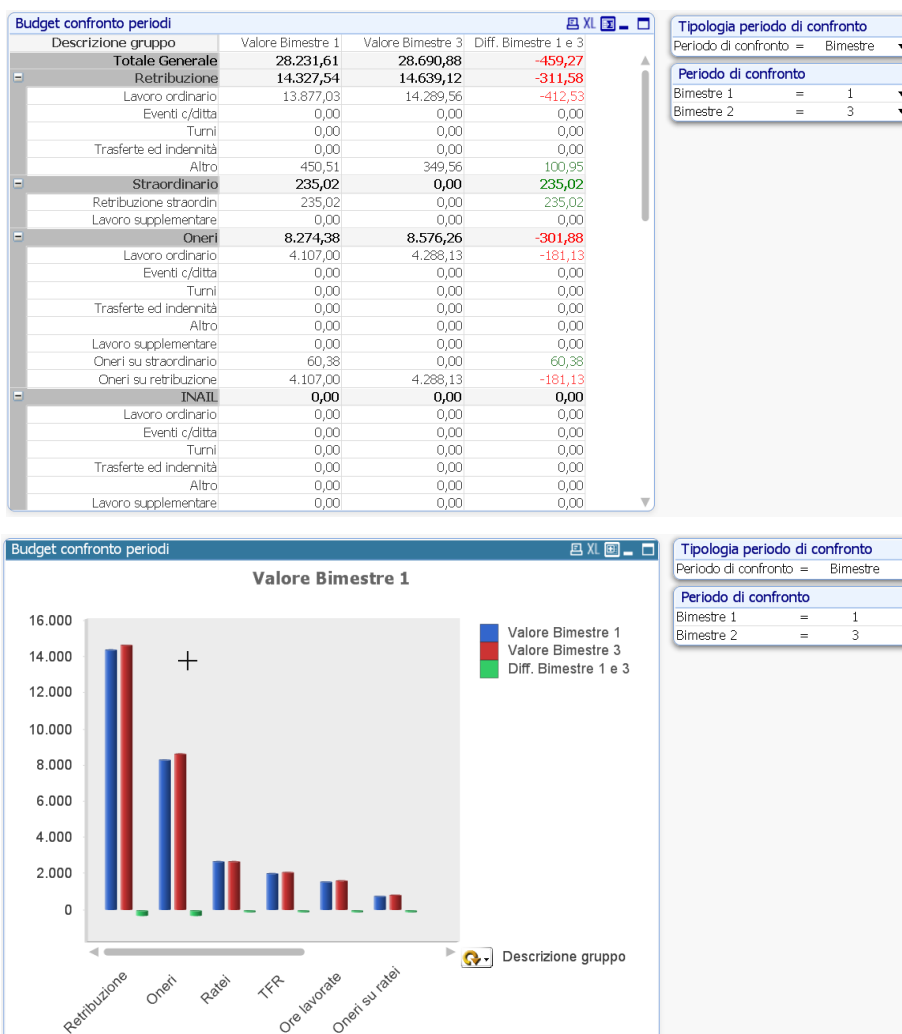 Budget confronto periodi XL
Descrizione gruppo Valore Bimestre 1 Valore Bimestre 3 Diff. Bimestre 1 e 3
Totale Generale 28.231,61 28.690,88 -459,27
Retribuzione 14.327,54 14.639,12 -311,58
Lavoro ordinario 13.877,03 14.289,56 -412,53
Eventi c/ditta 0,00 0,00 0,00
Turni 0,00 0,00 0,00
Trasferte ed indennità 0,00 0,00 0,00
Altro 450,51 349,56 100,95
Straordinario 235,02 0,00 235,02
Retribuzione straordin 235,02 0,00 235,02
Lavoro supplementare 0,00 0,00 0,00
Oneri 8.274,38 8.576,26 -301,88
Lavoro ordinario 4.107,00 4.288,13 -181,13
Eventi c/ditta 0,00 0,00 0,00
Turni 0,00 0,00 0,00
Trasferte ed indennità 0,00 0,00 0,00
Altro 0,00 0,00 0,00
Lavoro supplementare 0,00 0,00 0,00
Oneri su straordinario 60,38 0,00 60,38
Oneri su retribuzione 4.107,00 4.288,13 -181,13
INAIL 0,00 0,00 0,00
Lavoro ordinario 0,00 0,00 0,00
Eventi c/ditta 0,00 0,00 0,00
Turni 0,00 0,00 0,00
Trasferte ed indennità 0,00 0,00 0,00
Altro 0,00 0,00 0,00
Lavoro supplementare 0,00 0,00 0,00
Tipologia periodo di confronto
Periodo di confronto = Bimestre
Periodo di confronto
Bimestre 1 = 1
Bimestre 2 = 3
Budget confronto periodi XL
Valore Bimestre 1
16.000
14.000
12.000
10.000
8.000
6.000
4.000
2.000
0
Valore Bimestre 1
Valore Bimestre 3
Diff. Bimestre 1 e 3
Retribuzione
Oneri
Ratei
TFR
Ore lavorate
Oneri su ratei
Descrizione gruppo
Tipologia periodo di confronto
Periodo di confronto = Bimestre
Periodo di confronto
Bimestre 1 = 1
Bimestre 2 = 3